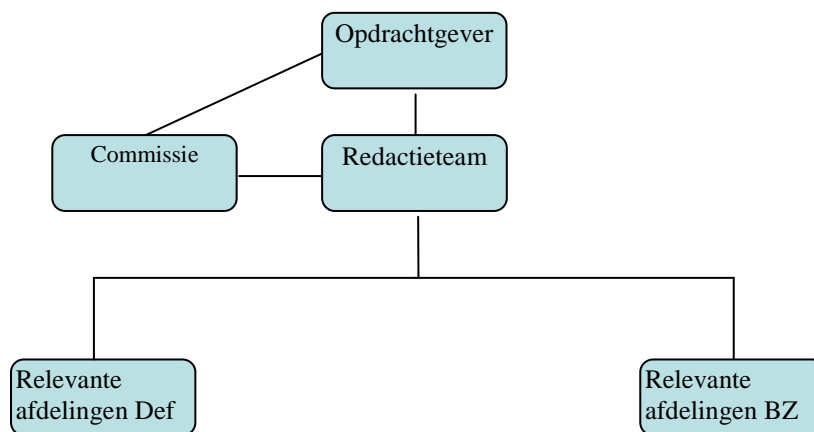 Opdrachtgever
Commissie
Redactieteam
Relevante
afdelingen Def
Relevante
afdelingen BZ